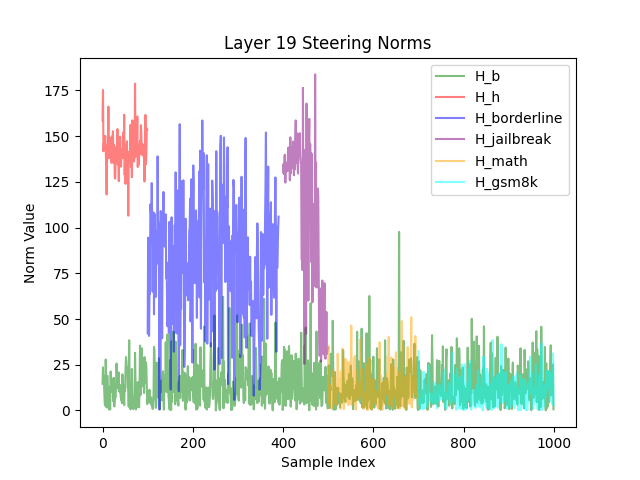 Layer 19 Steering Norms
H_b
H_h
H_borderline
H_jailbreak
H_math
H_gsm8k
Norm Value
175
150
125
100
75
50
25
0
0
200
400
600
800
1000
Sample Index